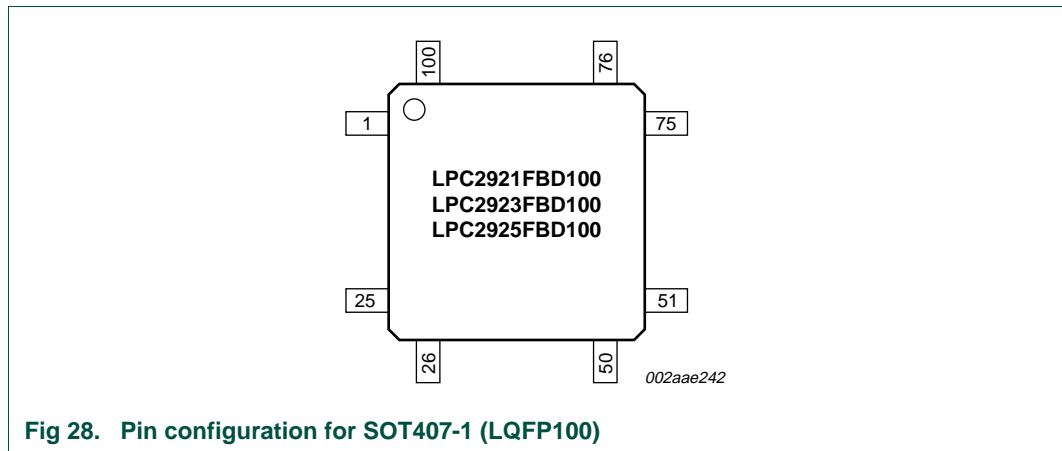 100
76
1
75
LPC2921FBD100
LPC2923FBD100
LPC2925FBD100
25
51
26
50
002aae242
Fig 28. Pin configuration for SOT407-1 (LQFP100)